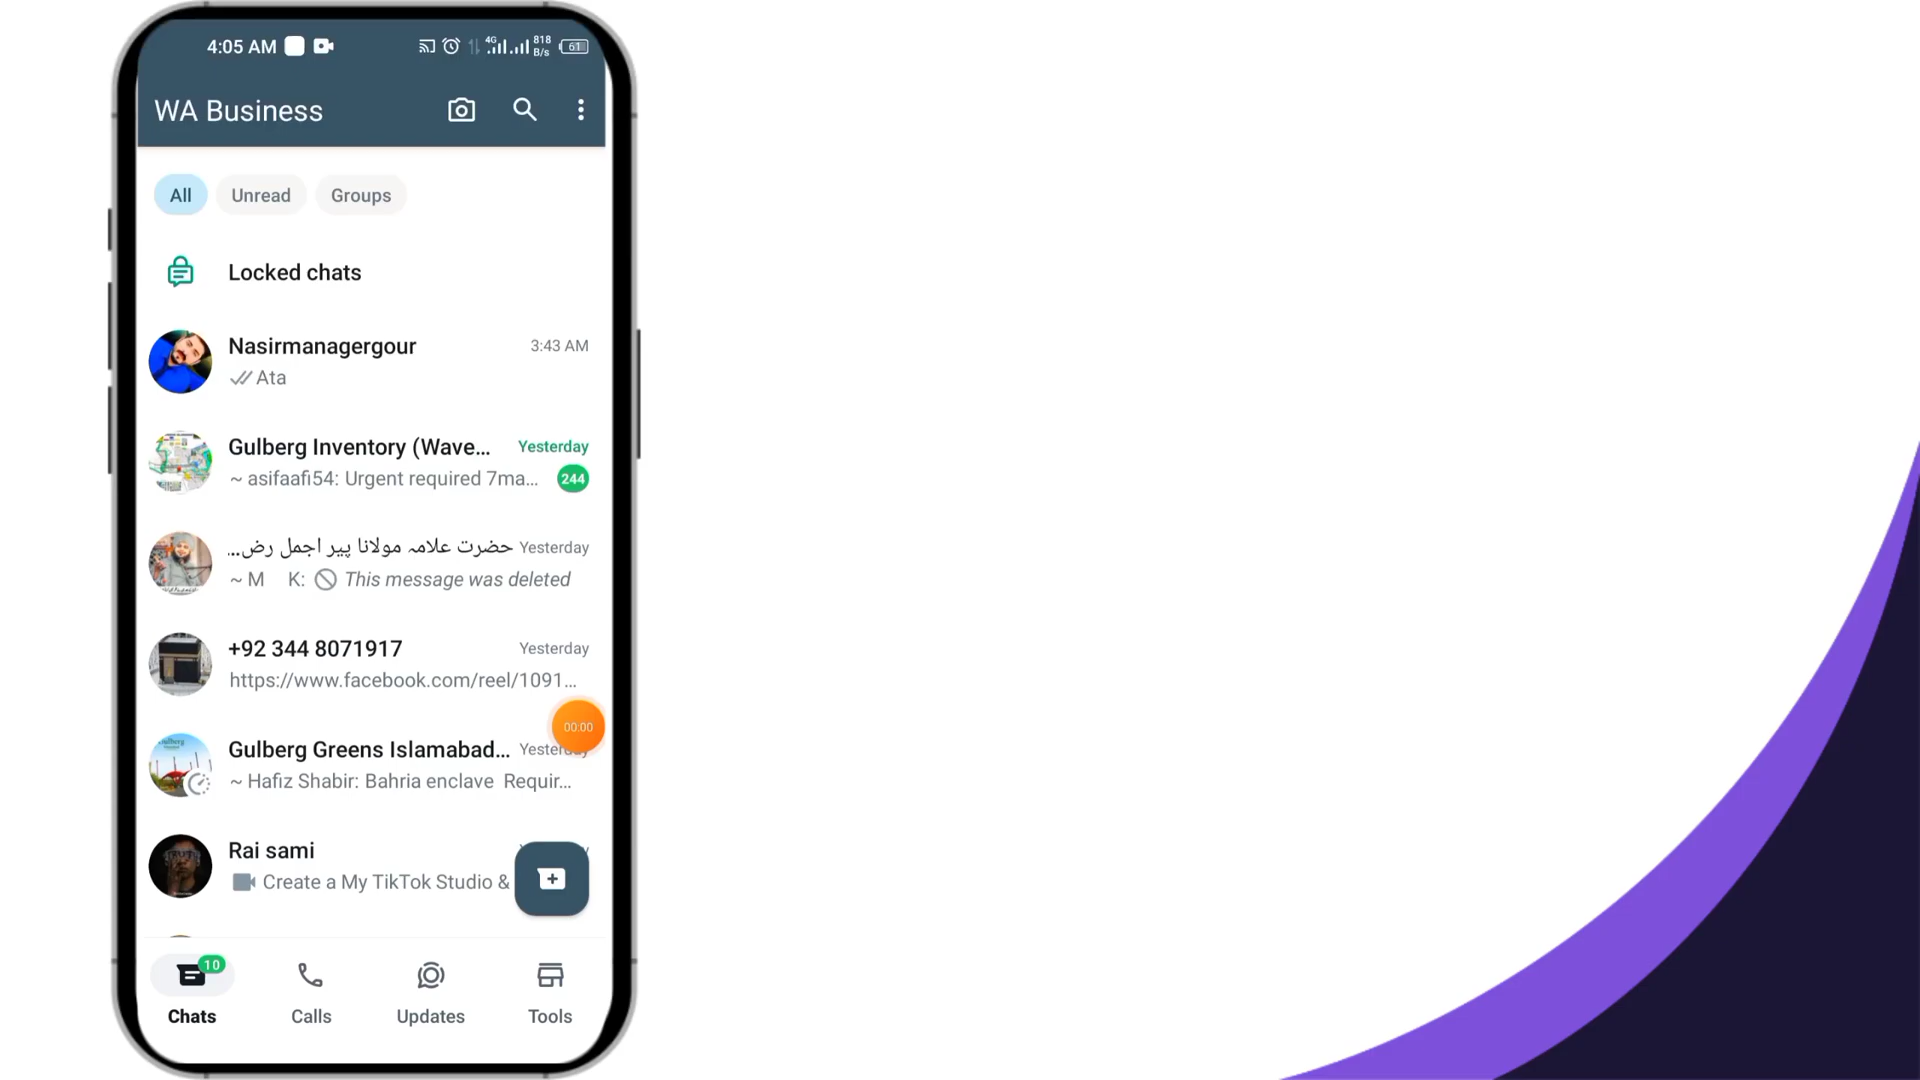 4:05 AM 4G 818 B/s 61
WA Business
All Unread Groups
Locked chats
Nasirmanagergour 3:43 AM
Ata
Gulberg Inventory (Wave... Yesterday
~ asifaafi54: Urgent required 7ma... 244
حضرت علامہ مولانا پیر اجمل رض... Yesterday
~ M K: This message was deleted
+92 344 8071917 Yesterday
https://www.facebook.com/reel/1091...
00:00
Gulberg Greens Islamabad...
~ Hafiz Shabir: Bahria enclave Requir...
Rai sami
Create a My TikTok Studio &
10
Chats Calls Updates Tools